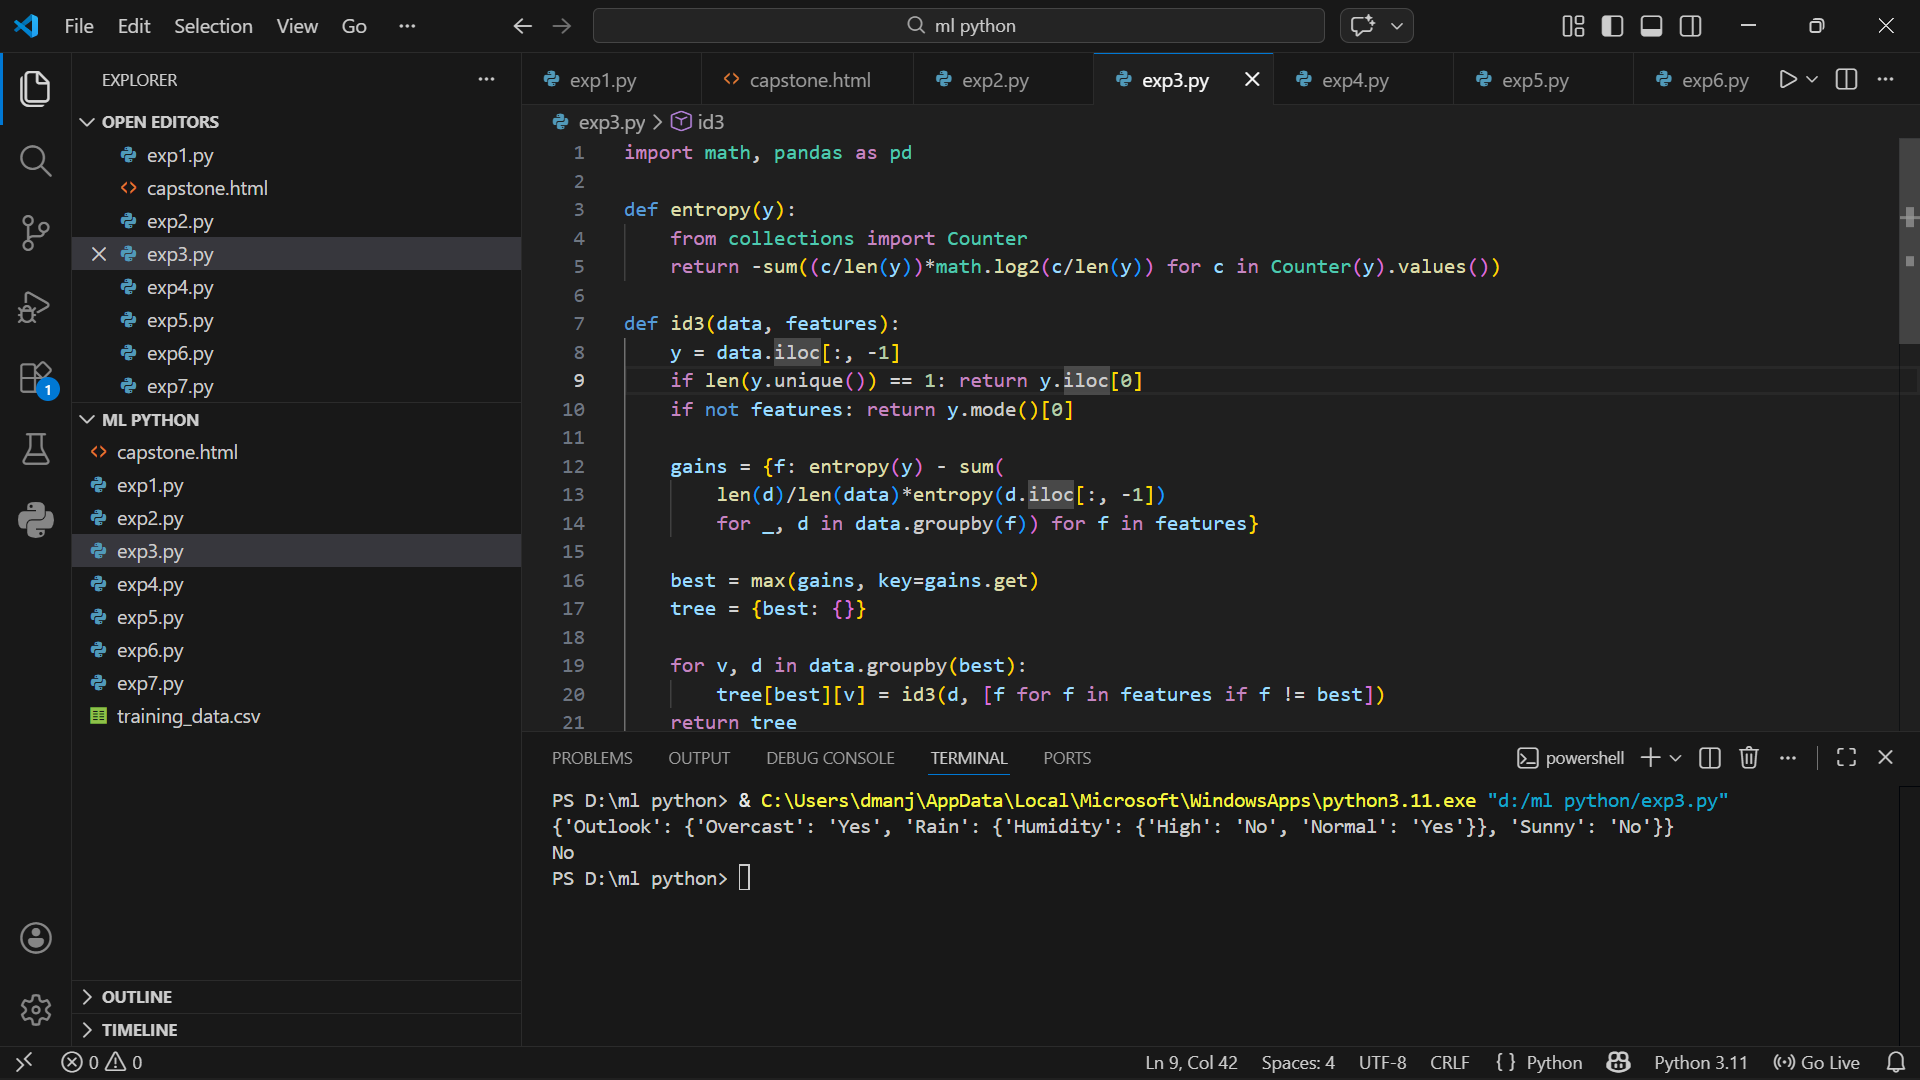 File Edit Selection View Go ···
ml python
EXPLORER ···
OPEN EDITORS
exp1.py
capstone.html
exp2.py
exp3.py
exp4.py
exp5.py
exp6.py
exp7.py
ML PYTHON
capstone.html
exp1.py
exp2.py
exp3.py
exp4.py
exp5.py
exp6.py
exp7.py
training_data.csv
OUTLINE
TIMELINE
1
exp1.py capstone.html exp2.py exp3.py exp4.py exp5.py exp6.py
exp3.py > id3
1 import math, pandas as pd
2
3 def entropy(y):
4     from collections import Counter
5     return -sum((c/len(y))*math.log2(c/len(y)) for c in Counter(y).values())
6
7 def id3(data, features):
8     y = data.iloc[:, -1]
9     if len(y.unique()) == 1: return y.iloc[0]
10     if not features: return y.mode()[0]
11
12     gains = {f: entropy(y) - sum(
13         len(d)/len(data)*entropy(d.iloc[:, -1])
14         for _, d in data.groupby(f)) for f in features}
15
16     best = max(gains, key=gains.get)
17     tree = {best: {}}
18
19     for v, d in data.groupby(best):
20         tree[best][v] = id3(d, [f for f in features if f != best])
21     return tree
PROBLEMS OUTPUT DEBUG CONSOLE TERMINAL PORTS
powershell
PS D:\ml python> & C:\Users\dmanj\AppData\Local\Microsoft\WindowsApps\python3.11.exe "d:/ml python/exp3.py"
{'Outlook': {'Overcast': 'Yes', 'Rain': {'Humidity': {'High': 'No', 'Normal': 'Yes'}}, 'Sunny': 'No'}}
No
PS D:\ml python>
0 0
Ln 9, Col 42 Spaces: 4 UTF-8 CRLF {} Python Python 3.11 Go Live